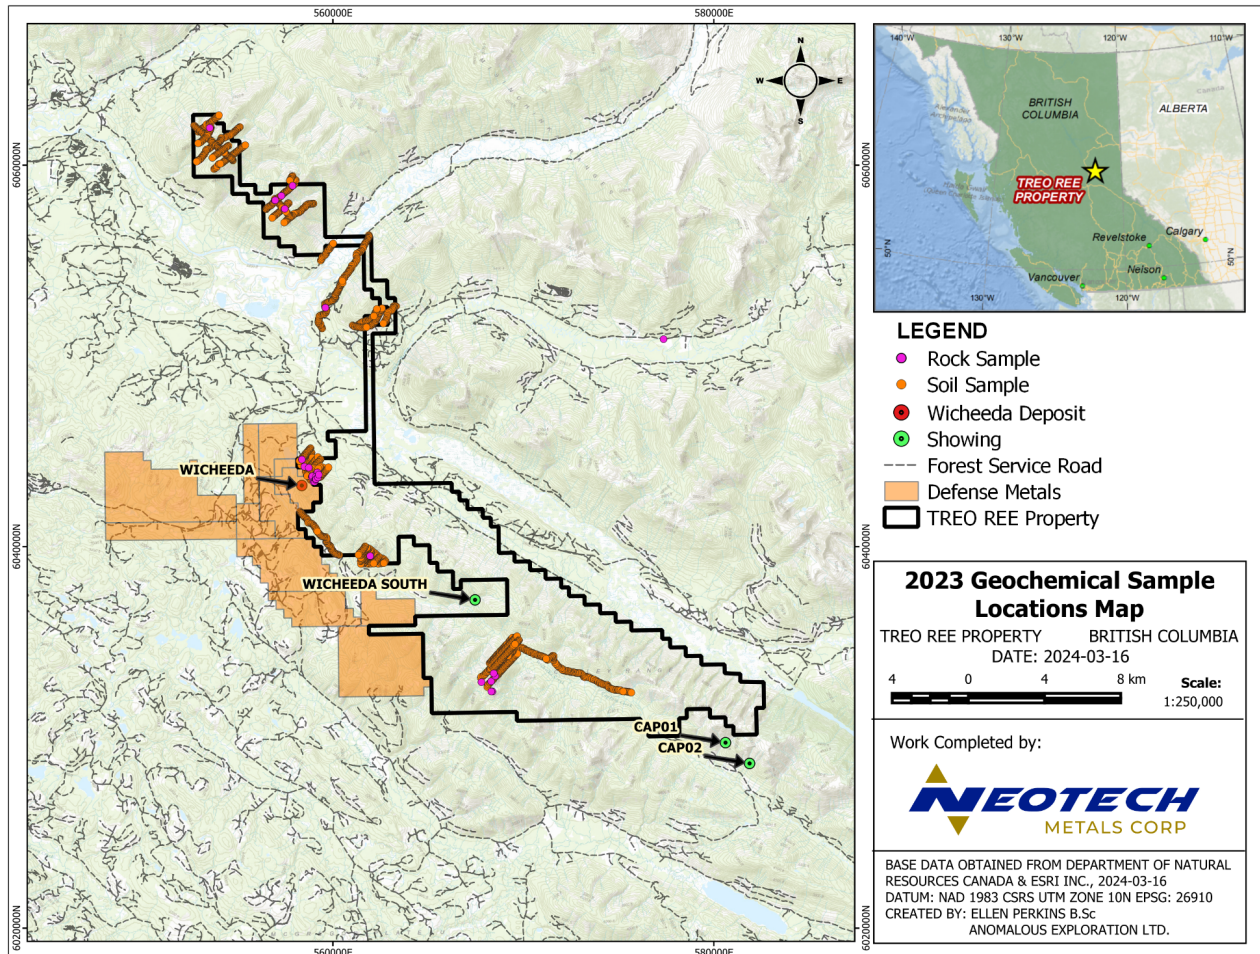 560000E
580000E
6060000N
6060000N
6040000N
6040000N
6020000N
6020000N
560000E
580000E
N
W
E
S
WICHEEDA
WICHEEDA SOUTH
CAP01
CAP02
140°W
130°W
120°W
110°W
BRITISH
COLUMBIA
ALBERTA
Canada
TREO REE
PROPERTY
Revelstoke
Calgary
Vancouver
Nelson
50°N
50°N
130°W
120°W
LEGEND
Rock Sample
Soil Sample
Wicheeda Deposit
Showing
Forest Service Road
Defense Metals
TREO REE Property
2023 Geochemical Sample
Locations Map
TREO REE PROPERTY BRITISH COLUMBIA
DATE: 2024-03-16
4 0 4 8 km
Scale:
1:250,000
Work Completed by:
NEOTECH
METALS CORP
BASE DATA OBTAINED FROM DEPARTMENT OF NATURAL
RESOURCES CANADA & ESRI INC., 2024-03-16
DATUM: NAD 1983 CSRS UTM ZONE 10N EPSG: 26910
CREATED BY: ELLEN PERKINS B.Sc
ANOMALOUS EXPLORATION LTD.